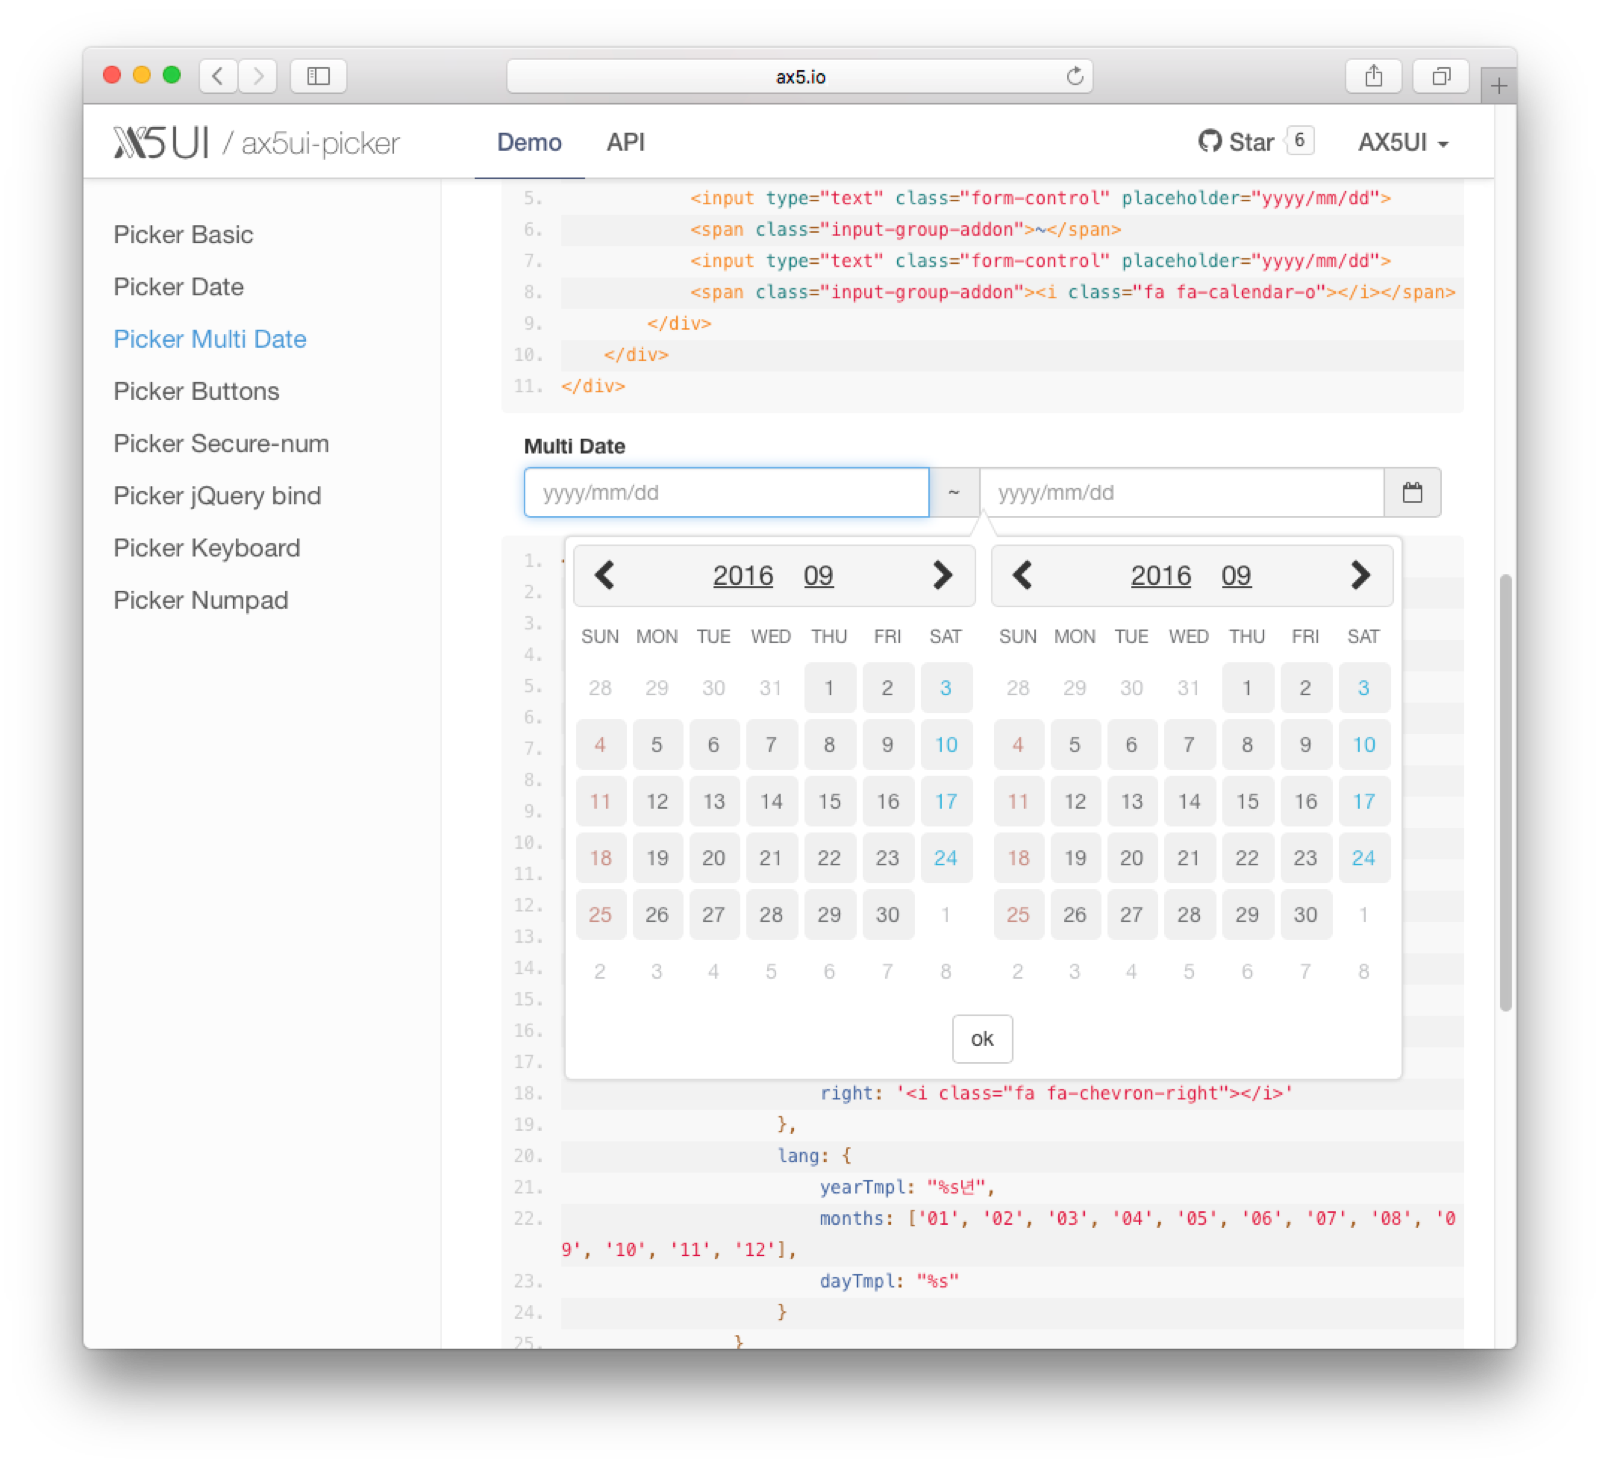 ax5.io
AX5UI / ax5ui-picker Demo API Star 6 AX5UI
Picker Basic
Picker Date
Picker Multi Date
Picker Buttons
Picker Secure-num
Picker jQuery bind
Picker Keyboard
Picker Numpad
5. <input type="text" class="form-control" placeholder="yyyy/mm/dd">
6. <span class="input-group-addon">~</span>
7. <input type="text" class="form-control" placeholder="yyyy/mm/dd">
8. <span class="input-group-addon"><i class="fa fa-calendar-o"></i></span>
9. </div>
10. </div>
11. </div>
Multi Date
yyyy/mm/dd ~ yyyy/mm/dd
1.
2.
3.
4.
5.
6.
7.
8.
9.
10.
11.
12.
13.
14.
15.
16.
17.
2016 09
SUN MON TUE WED THU FRI SAT
28 29 30 31 1 2 3
4 5 6 7 8 9 10
11 12 13 14 15 16 17
18 19 20 21 22 23 24
25 26 27 28 29 30 1
2 3 4 5 6 7 8
2016 09
SUN MON TUE WED THU FRI SAT
28 29 30 31 1 2 3
4 5 6 7 8 9 10
11 12 13 14 15 16 17
18 19 20 21 22 23 24
25 26 27 28 29 30 1
2 3 4 5 6 7 8
ok
18. right: '<i class="fa fa-chevron-right"></i>'
19. },
20. lang: {
21. yearTmpl: "%s년",
22. months: ['01', '02', '03', '04', '05', '06', '07', '08', '0
9', '10', '11', '12'],
23. dayTmpl: "%s"
24. }
25. }